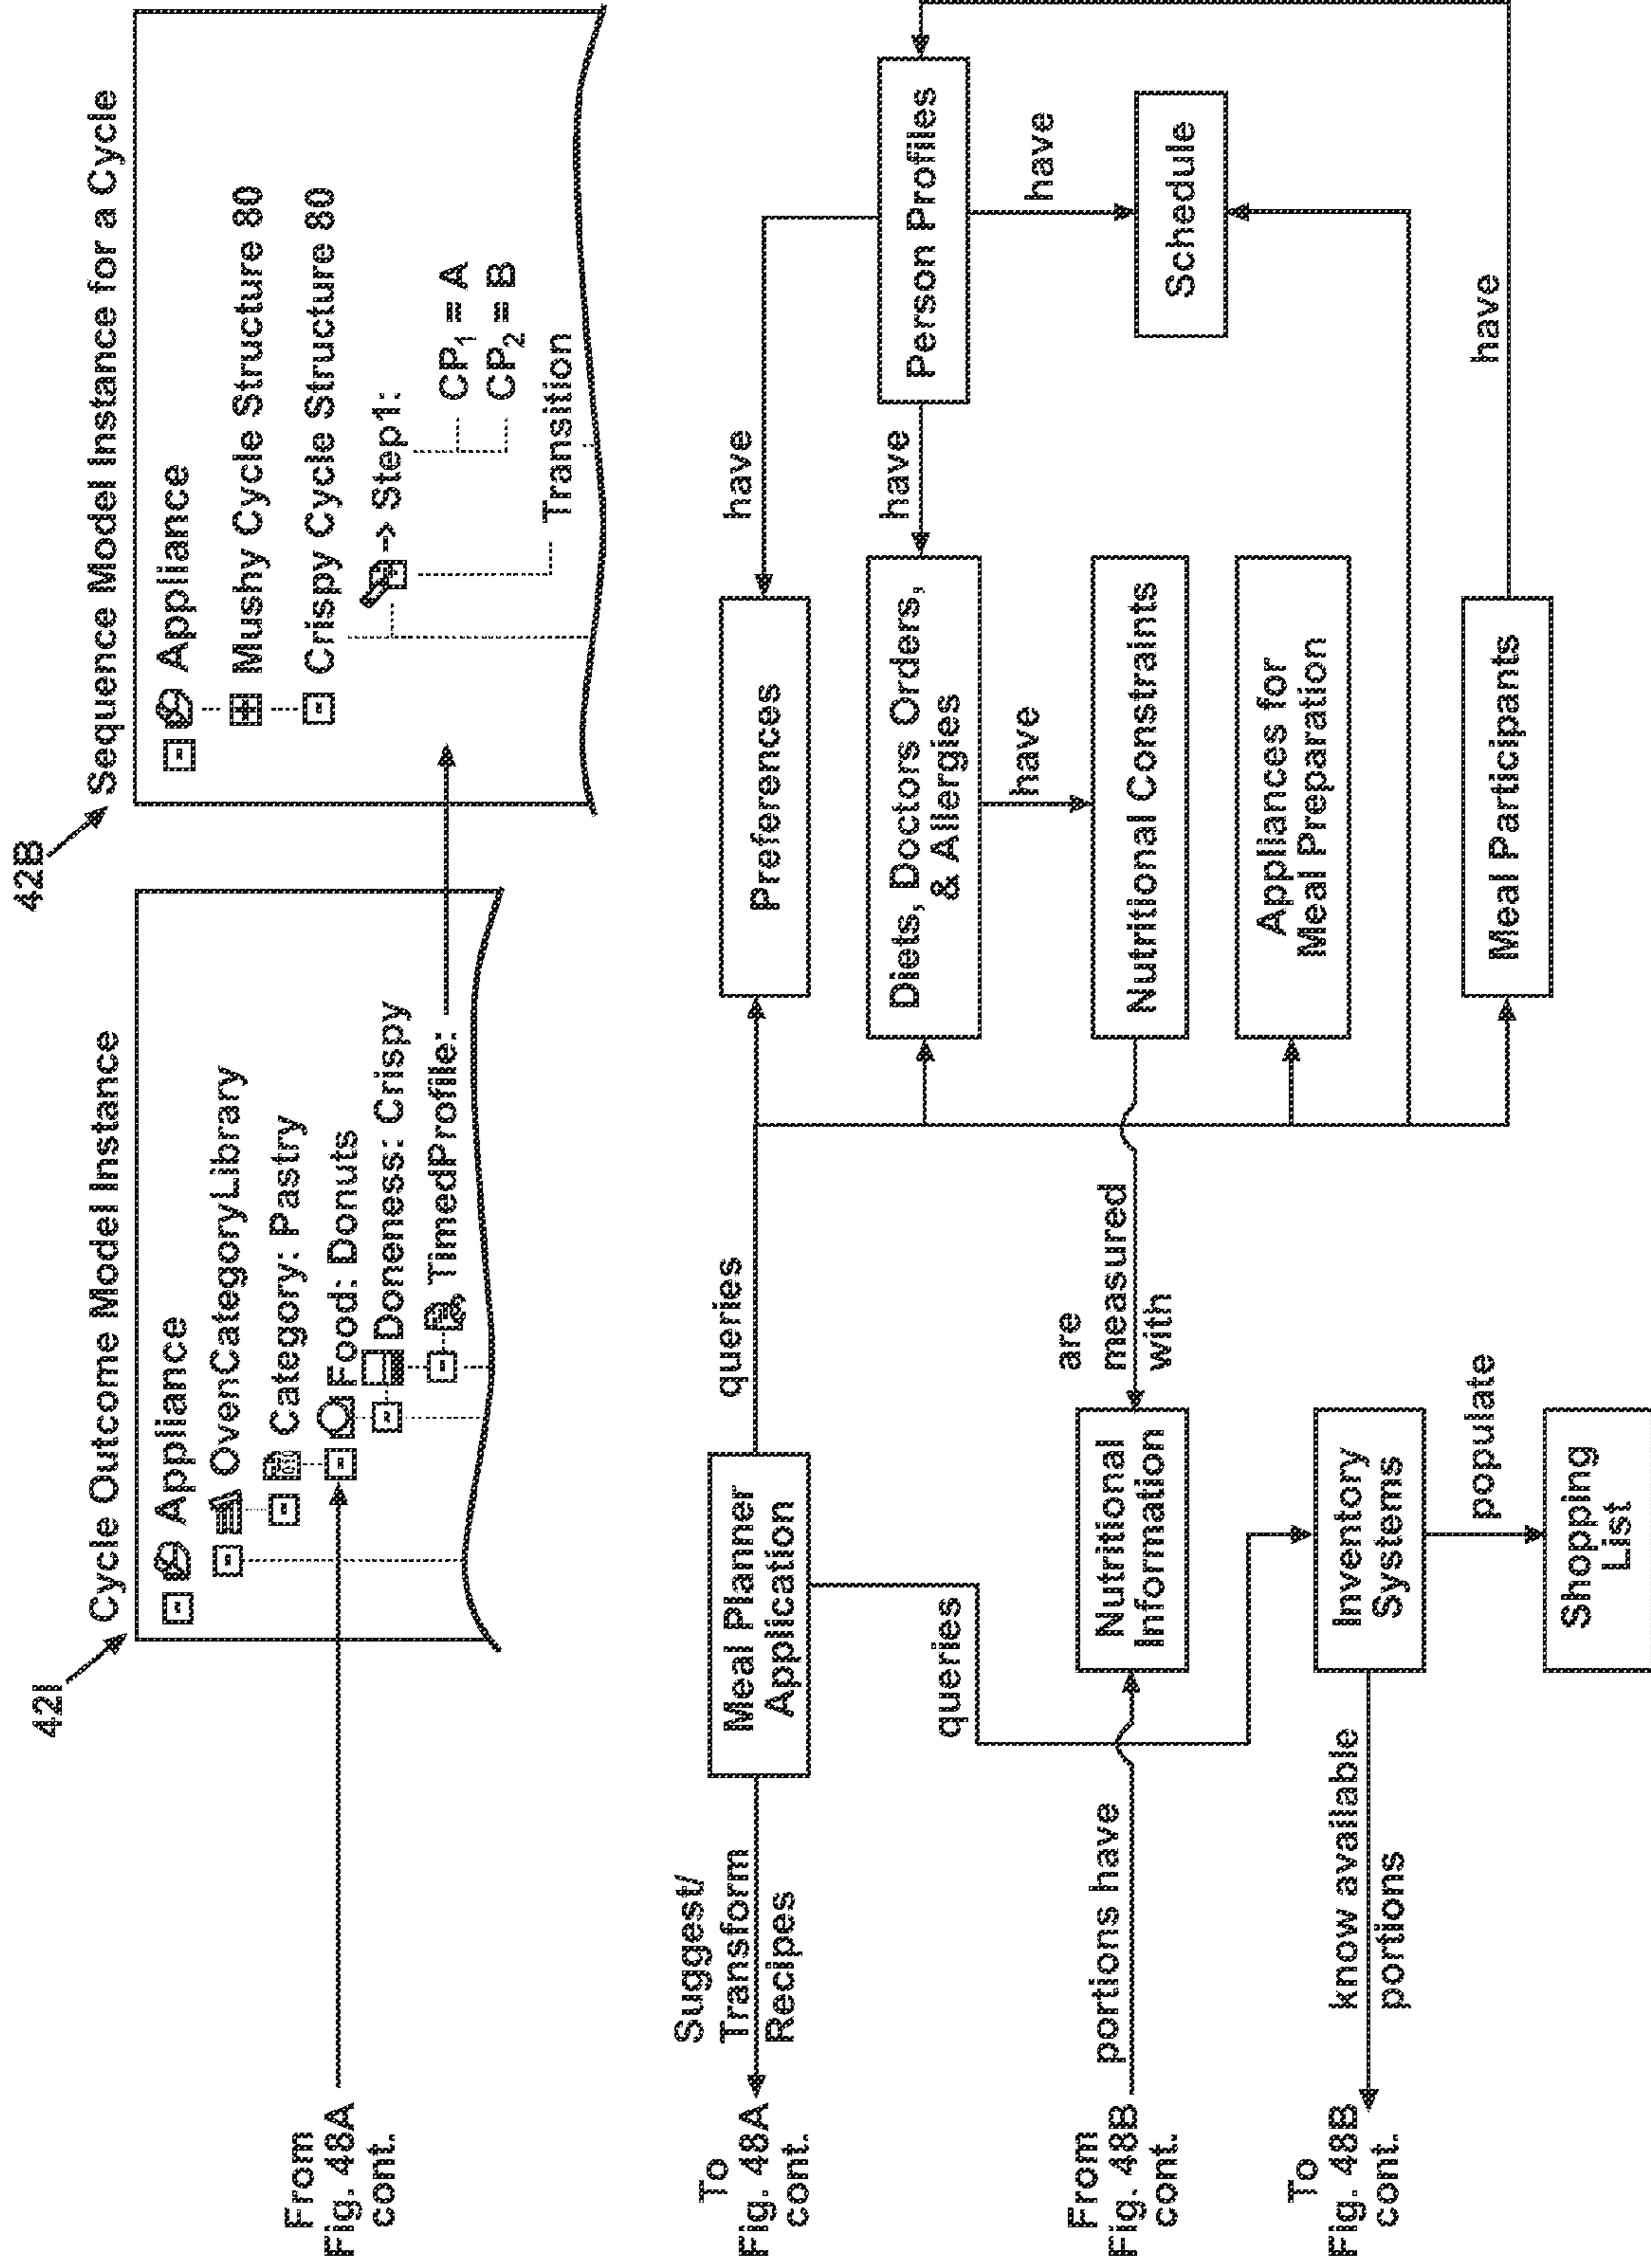 42I
Cycle Outcome Model Instance
Appliance
OvenCategoryLibrary
Category: Pastry
Food: Donuts
Doneness: Crispy
TimedProfile:
42B
Sequence Model Instance for a Cycle
Appliance
Mushy Cycle Structure 80
Crispy Cycle Structure 80
-> Step1:
CP1 = A
CP2 = B
Transition
From
Fig. 48A
cont.
Suggest/
Transform
Recipes
To
Fig. 48A
cont.
Meal Planner
Application
queries
queries
Preferences
have
Person Profiles
have
Diets, Doctors Orders,
& Allergies
have
Schedule
have
Nutritional Constraints
are
measured
with
Nutritional
Information
portions have
From
Fig. 48B
cont.
Appliances for
Meal Preparation
Meal Participants
have
Inventory
Systems
know available
portions
To
Fig. 48B
cont.
populate
Shopping
List